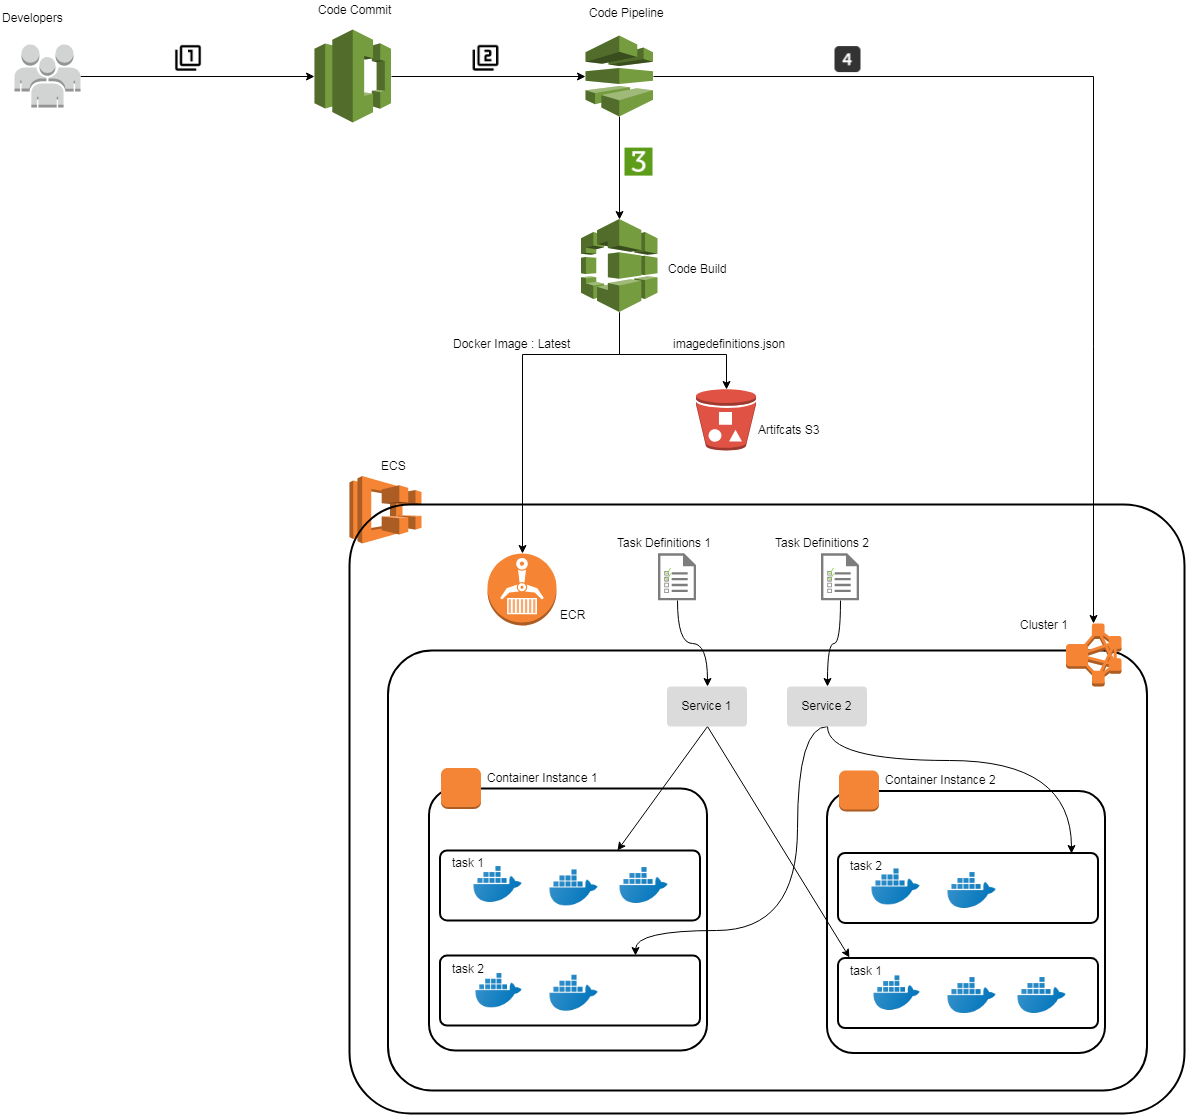 Developers
Code Commit
Code Pipeline
1
2
4
3
Code Build
Docker Image : Latest
imagedefinitions.json
Artifcats S3
ECS
Task Definitions 1
Task Definitions 2
ECR
Cluster 1
Service 1
Service 2
Container Instance 1
Container Instance 2
task 1
task 2
task 2
task 1